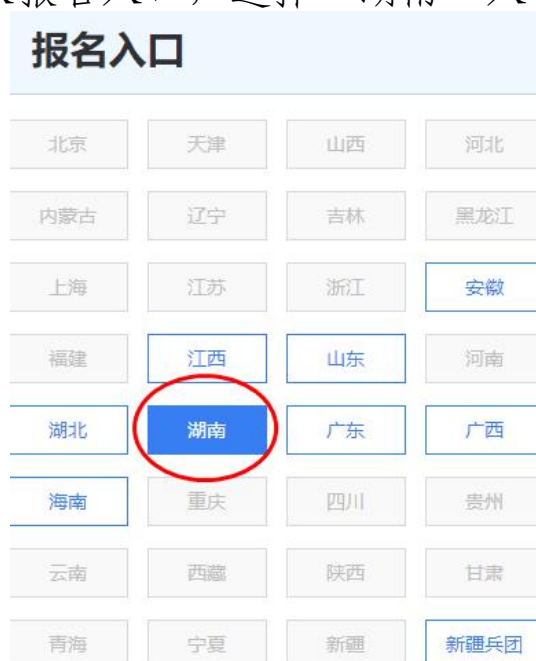 报名入口
北京 天津 山西 河北
内蒙古 辽宁 吉林 黑龙江
上海 江苏 浙江 安徽
福建 江西 山东 河南
湖北 湖南 广东 广西
海南 重庆 四川 贵州
云南 西藏 陕西 甘肃
青海 宁夏 新疆 新疆兵团